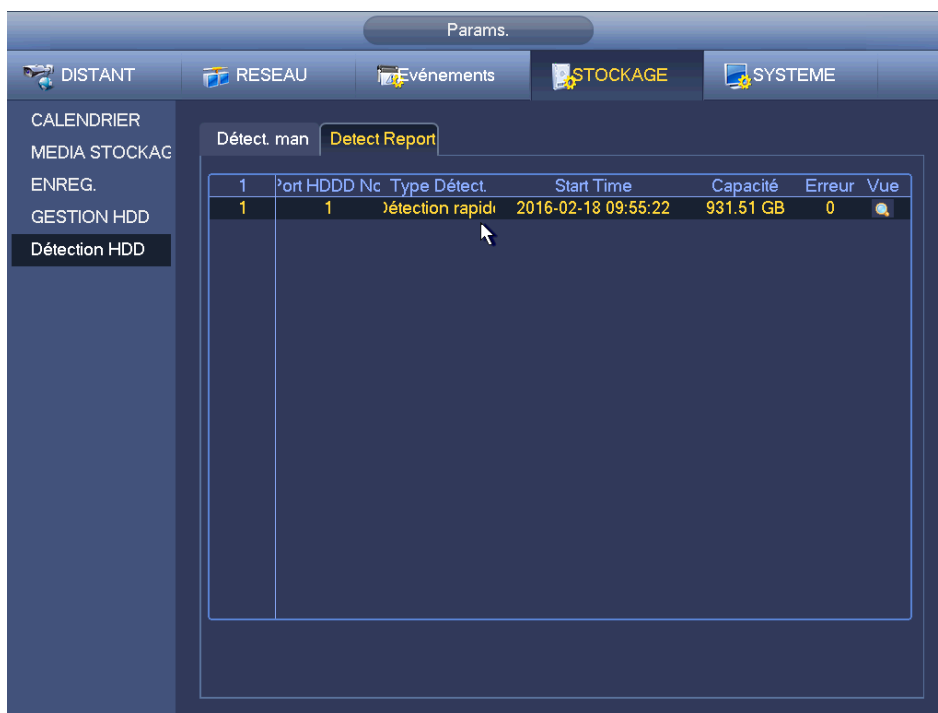 Params.
DISTANT RESEAU Evénements STOCKAGE SYSTEME
CALENDRIER
MEDIA STOCKAG
ENREG.
GESTION HDD
Détection HDD
Détect. man Detect Report
1 Port HDDD No Type Détect. Start Time Capacité Erreur Vue
1 1 Détection rapide 2016-02-18 09:55:22 931.51 GB 0